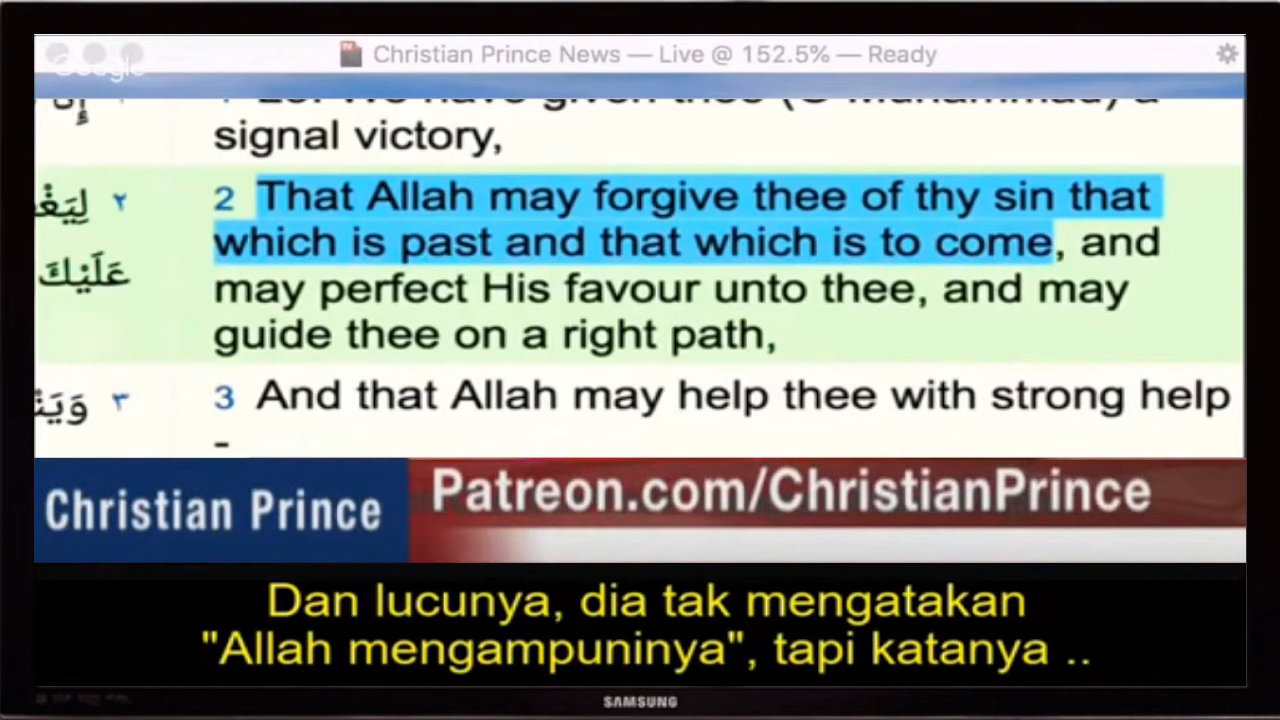 Christian Prince News — Live @ 152.5% — Ready
Google
signal victory,
٢
2 That Allah may forgive thee of thy sin that
عَلَيْكَ
which is past and that which is to come, and
may perfect His favour unto thee, and may
guide thee on a right path,
٣
3 And that Allah may help thee with strong help
-
Christian Prince
Patreon.com/ChristianPrince
Dan lucunya, dia tak mengatakan
"Allah mengampuninya", tapi katanya ..
SAMSUNG